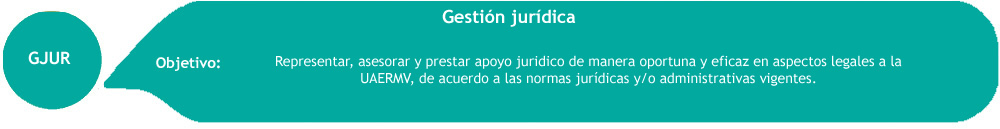 Gestión jurídica
GJUR
Objetivo:
Representar, asesorar y prestar apoyo juridico de manera oportuna y eficaz en aspectos legales a la
UAERMV, de acuerdo a las normas jurídicas y/o administrativas vigentes.